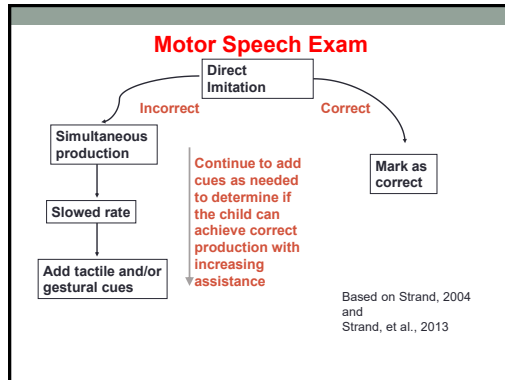 Motor Speech Exam
Direct
Imitation
Incorrect
Correct
Simultaneous
production
Continue to add
cues as needed
to determine if
the child can
achieve correct
production with
increasing
assistance
Mark as
correct
Slowed rate
Add tactile and/or
gestural cues
Based on Strand, 2004
and
Strand, et al., 2013